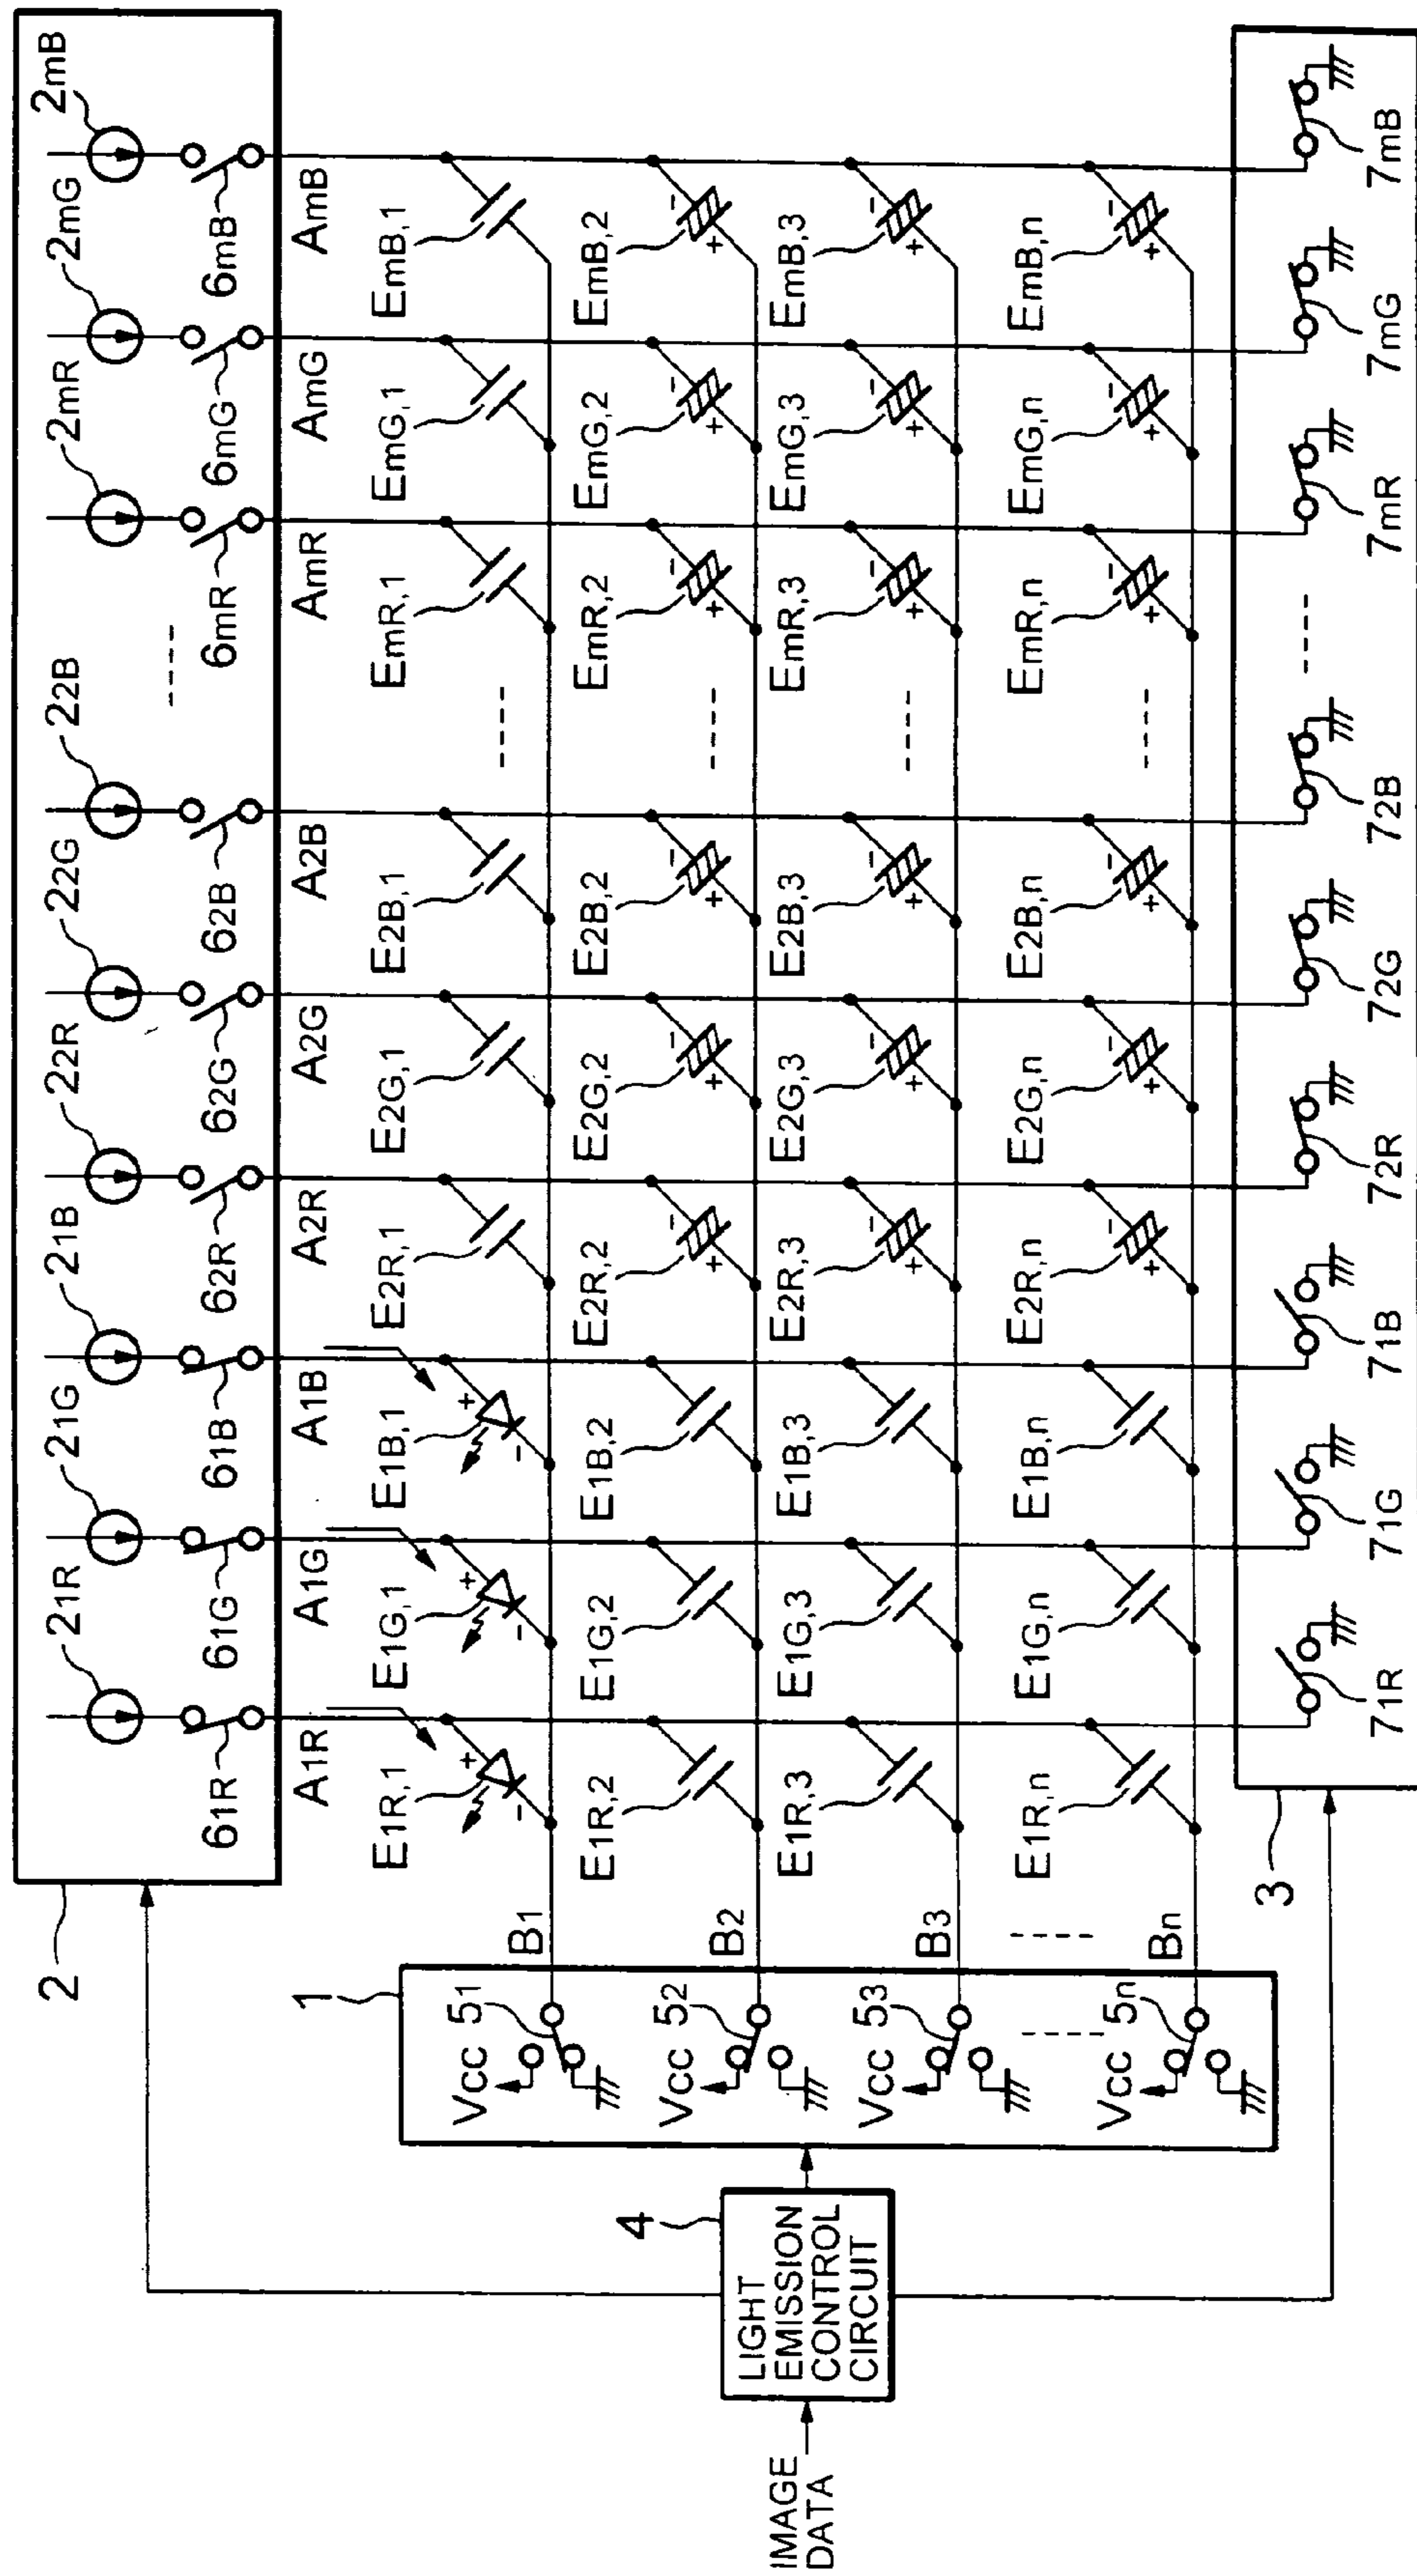 2
21R 21G 21B 22R 22G 22B 2mR 2mG 2mB
61R 61G 61B 62R 62G 62B ----- 6mR 6mG 6mB
A1R A1G A1B A2R A2G A2B AmR AmG AmB
E1R,1 E1G,1 E1B,1 E2R,1 E2G,1 E2B,1 ----- EmR,1 EmG,1 EmB,1
+ - + - + -
1
VCC 51 B1
E1R,2 E1G,2 E1B,2 E2R,2 E2G,2 E2B,2 ----- EmR,2 EmG,2 EmB,2
- + - + - + - + - + - +
VCC 52 B2
E1R,3 E1G,3 E1B,3 E2R,3 E2G,3 E2B,3 ----- EmR,3 EmG,3 EmB,3
- + - + - + - + - + - +
VCC 53 B3
E1R,n E1G,n E1B,n E2R,n E2G,n E2B,n ----- EmR,n EmG,n EmB,n
- + - + - + - + - + - +
VCC 5n Bn
4
IMAGE
DATA
LIGHT
EMISSION
CONTROL
CIRCUIT
3
71R 71G 71B 72R 72G 72B ----- 7mR 7mG 7mB